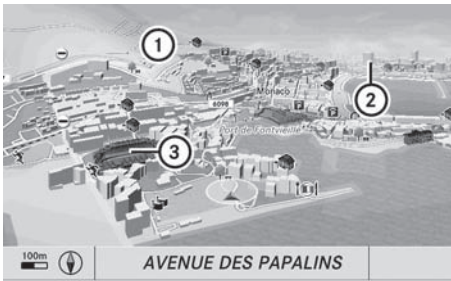 1
2
Monaco
6098
Port de Fontvieille
3
100m
AVENUE DES PAPALINS